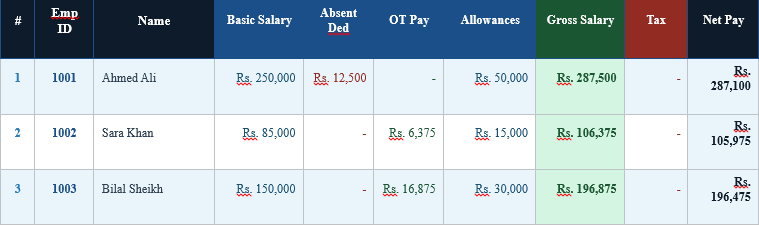 # Emp ID Name Basic Salary Absent Ded OT Pay Allowances Gross Salary Tax Net Pay
1 1001 Ahmed Ali Rs. 250,000 Rs. 12,500 - Rs. 50,000 Rs. 287,500 - Rs. 287,100
2 1002 Sara Khan Rs. 85,000 - Rs. 6,375 Rs. 15,000 Rs. 106,375 - Rs. 105,975
3 1003 Bilal Sheikh Rs. 150,000 - Rs. 16,875 Rs. 30,000 Rs. 196,875 - Rs. 196,475